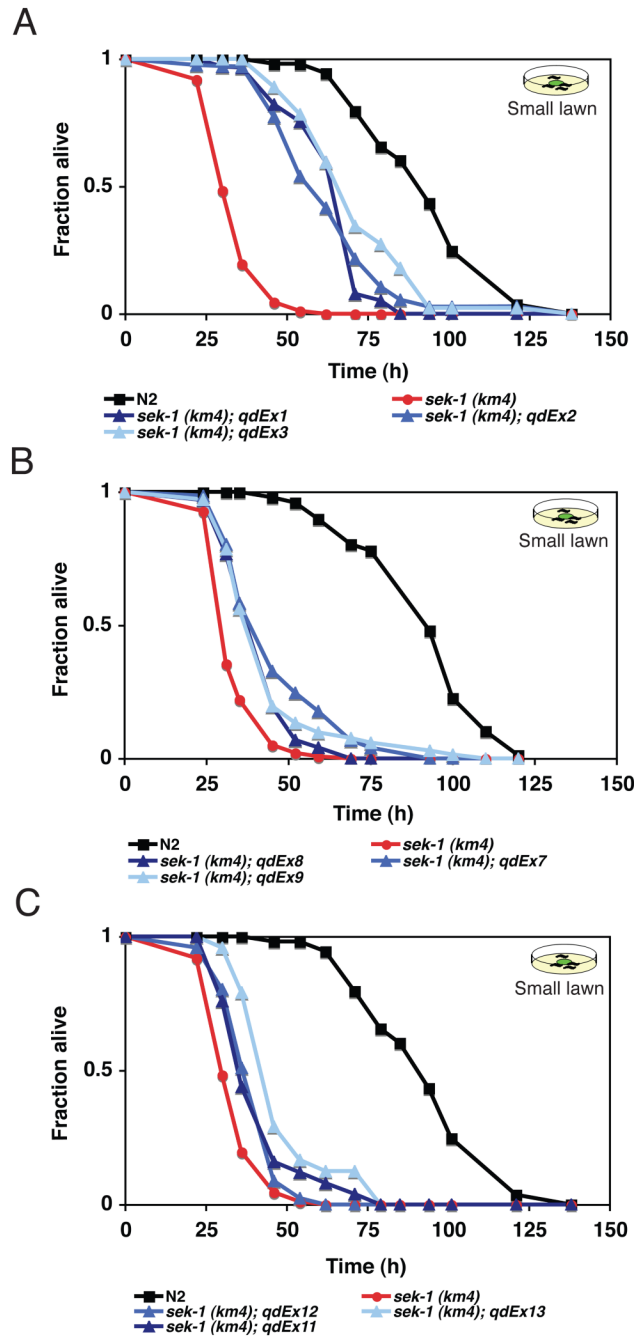 A
1
0.5
0
Fraction alive
Small lawn
0 25 50 75 100 125 150
Time (h)
N2 sek-1 (km4)
sek-1 (km4); qdEx1 sek-1 (km4); qdEx2
sek-1 (km4); qdEx3
B
1
0.5
0
Fraction alive
Small lawn
0 25 50 75 100 125 150
Time (h)
N2 sek-1 (km4)
sek-1 (km4); qdEx8 sek-1 (km4); qdEx7
sek-1 (km4); qdEx9
C
1
0.5
0
Fraction alive
Small lawn
0 25 50 75 100 125 150
Time (h)
N2 sek-1 (km4)
sek-1 (km4); qdEx12 sek-1 (km4); qdEx13
sek-1 (km4); qdEx11